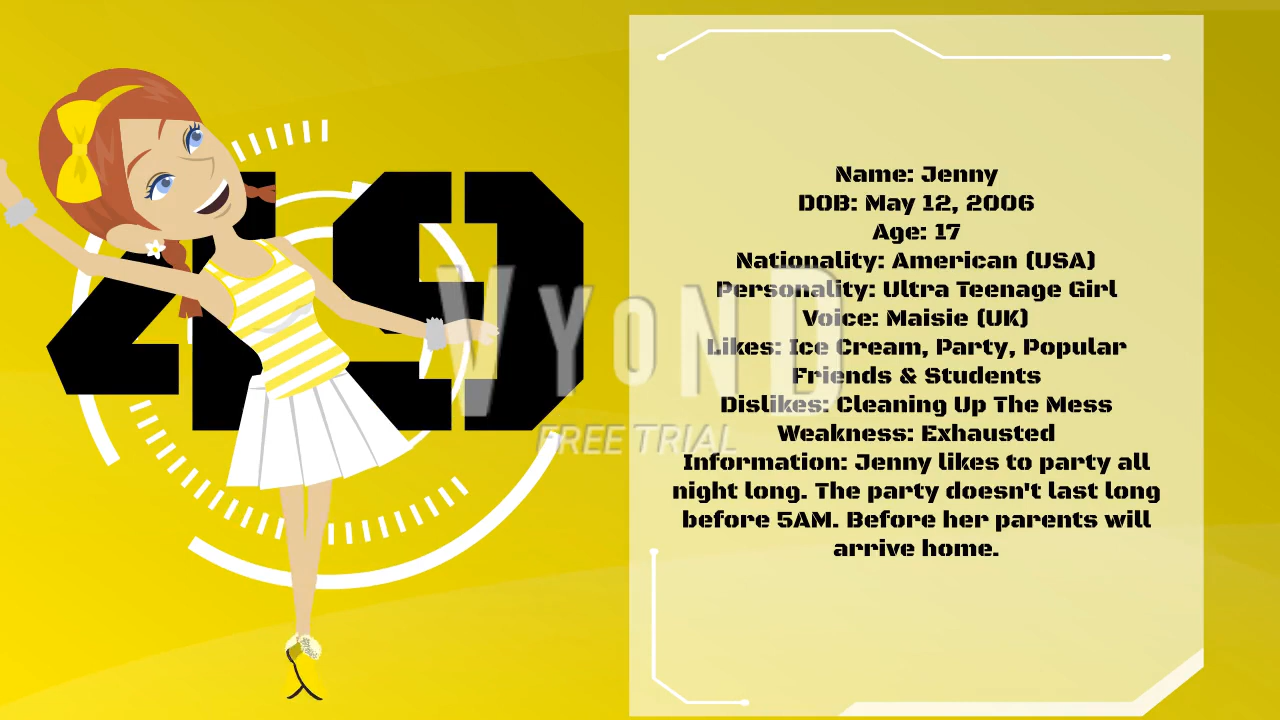 49
Name: Jenny
DOB: May 12, 2006
Age: 17
Nationality: American (USA)
Personality: Ultra Teenage Girl
Voice: Maisie (UK)
Likes: Ice Cream, Party, Popular
Friends & Students
Dislikes: Cleaning Up The Mess
Weakness: Exhausted
Information: Jenny likes to party all
night long. The party doesn't last long
before 5AM. Before her parents will
arrive home.
VYOND
FREE TRIAL